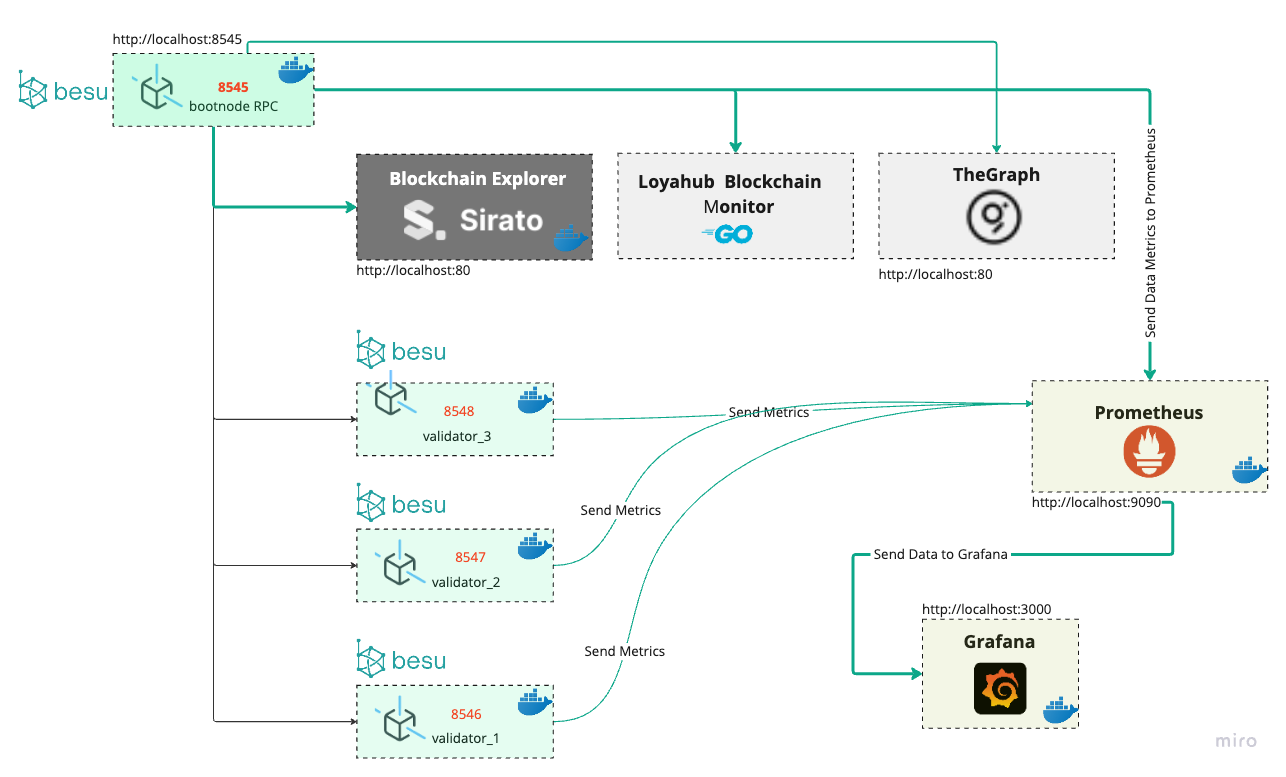 http://localhost:8545
besu
8545
bootnode RPC
Blockchain Explorer
Sirato
http://localhost:80
Loyahub Blockchain
Monitor
GO
TheGraph
http://localhost:80
Send Data Metrics to Prometheus
besu
8548
validator_3
Send Metrics
Prometheus
http://localhost:9090
besu
8547
validator_2
Send Metrics
Send Data to Grafana
http://localhost:3000
Grafana
besu
8546
validator_1
Send Metrics
miro